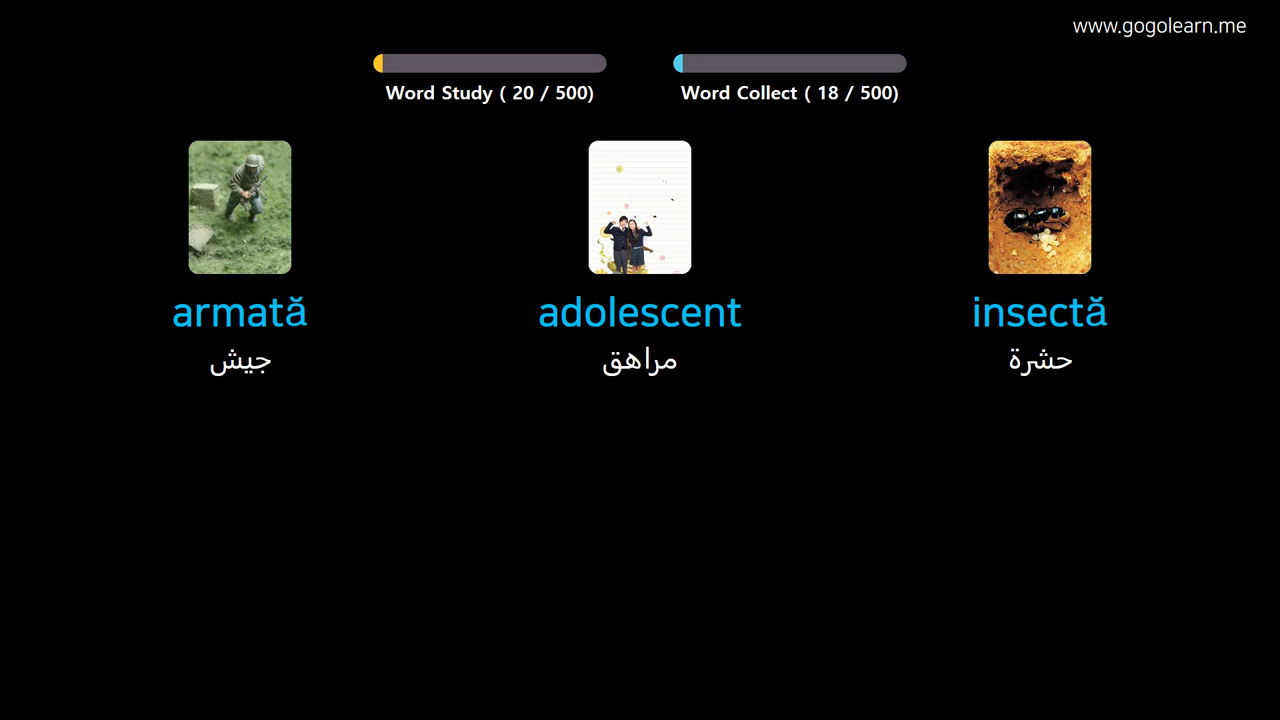 www.gogolearn.me
Word Study ( 20 / 500)
Word Collect ( 18 / 500)
armată
adolescent
insectă
جيش
مراهق
حشرة